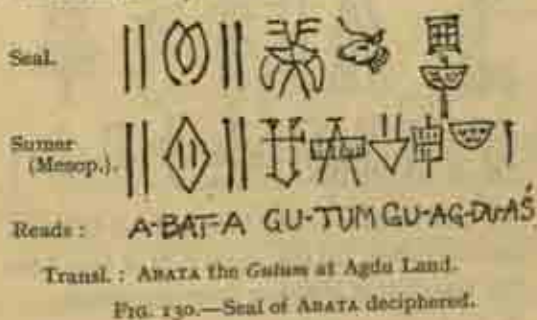 Seal.
Sumer
(Mesop.).
Reads: A-BAT-A GU-TUM GU-AG-DU-AŚ
Transl.: ABATA the Gutum at Agdu Land.
FIG. 130.—Seal of ABATA deciphered.